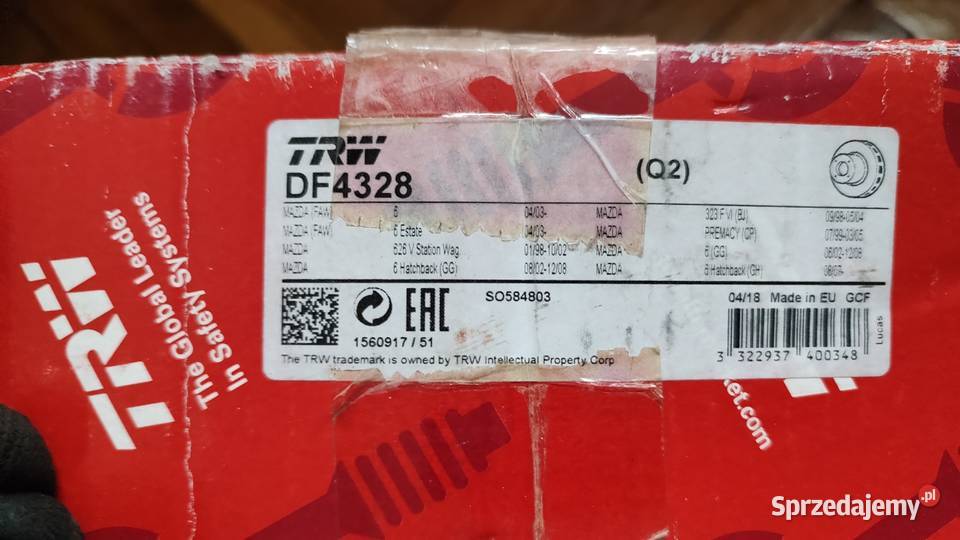 TRW
DF4328
(Q2)
MAZDA (FAW) 6 04/03- MAZDA 323 F VI (BJ) 09/98-05/04
MAZDA (FAW) 6 Estate 04/03- MAZDA PREMACY (CP) 07/99-03/05
MAZDA 626 V Station Wag 01/98-10/02 MAZDA 6 (GG) 06/02-12/08
MAZDA 6 Hatchback (GG) 08/02-12/08 MAZDA 6 Hatchback (GH)
EAC
SO584803
04/18 Made in EU GCF
1560917 / 51
Lucas
3 322937 400348
The TRW trademark is owned by TRW Intellectual Property Corp
TRW
The Global Leader
In Safety Systems
ket.com
Sprzedajemy.pl